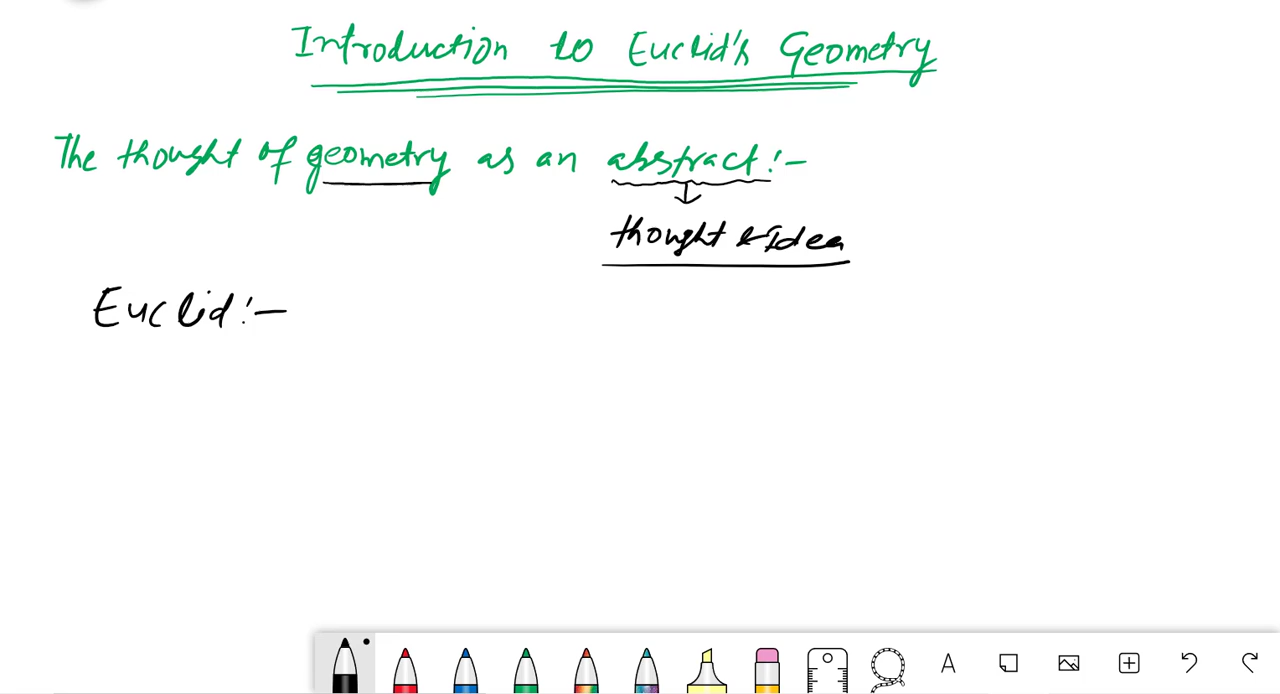 Introduction to Euclid's Geometry
The thought of geometry as an abstract:-
thought & Idea
Euclid:-
A